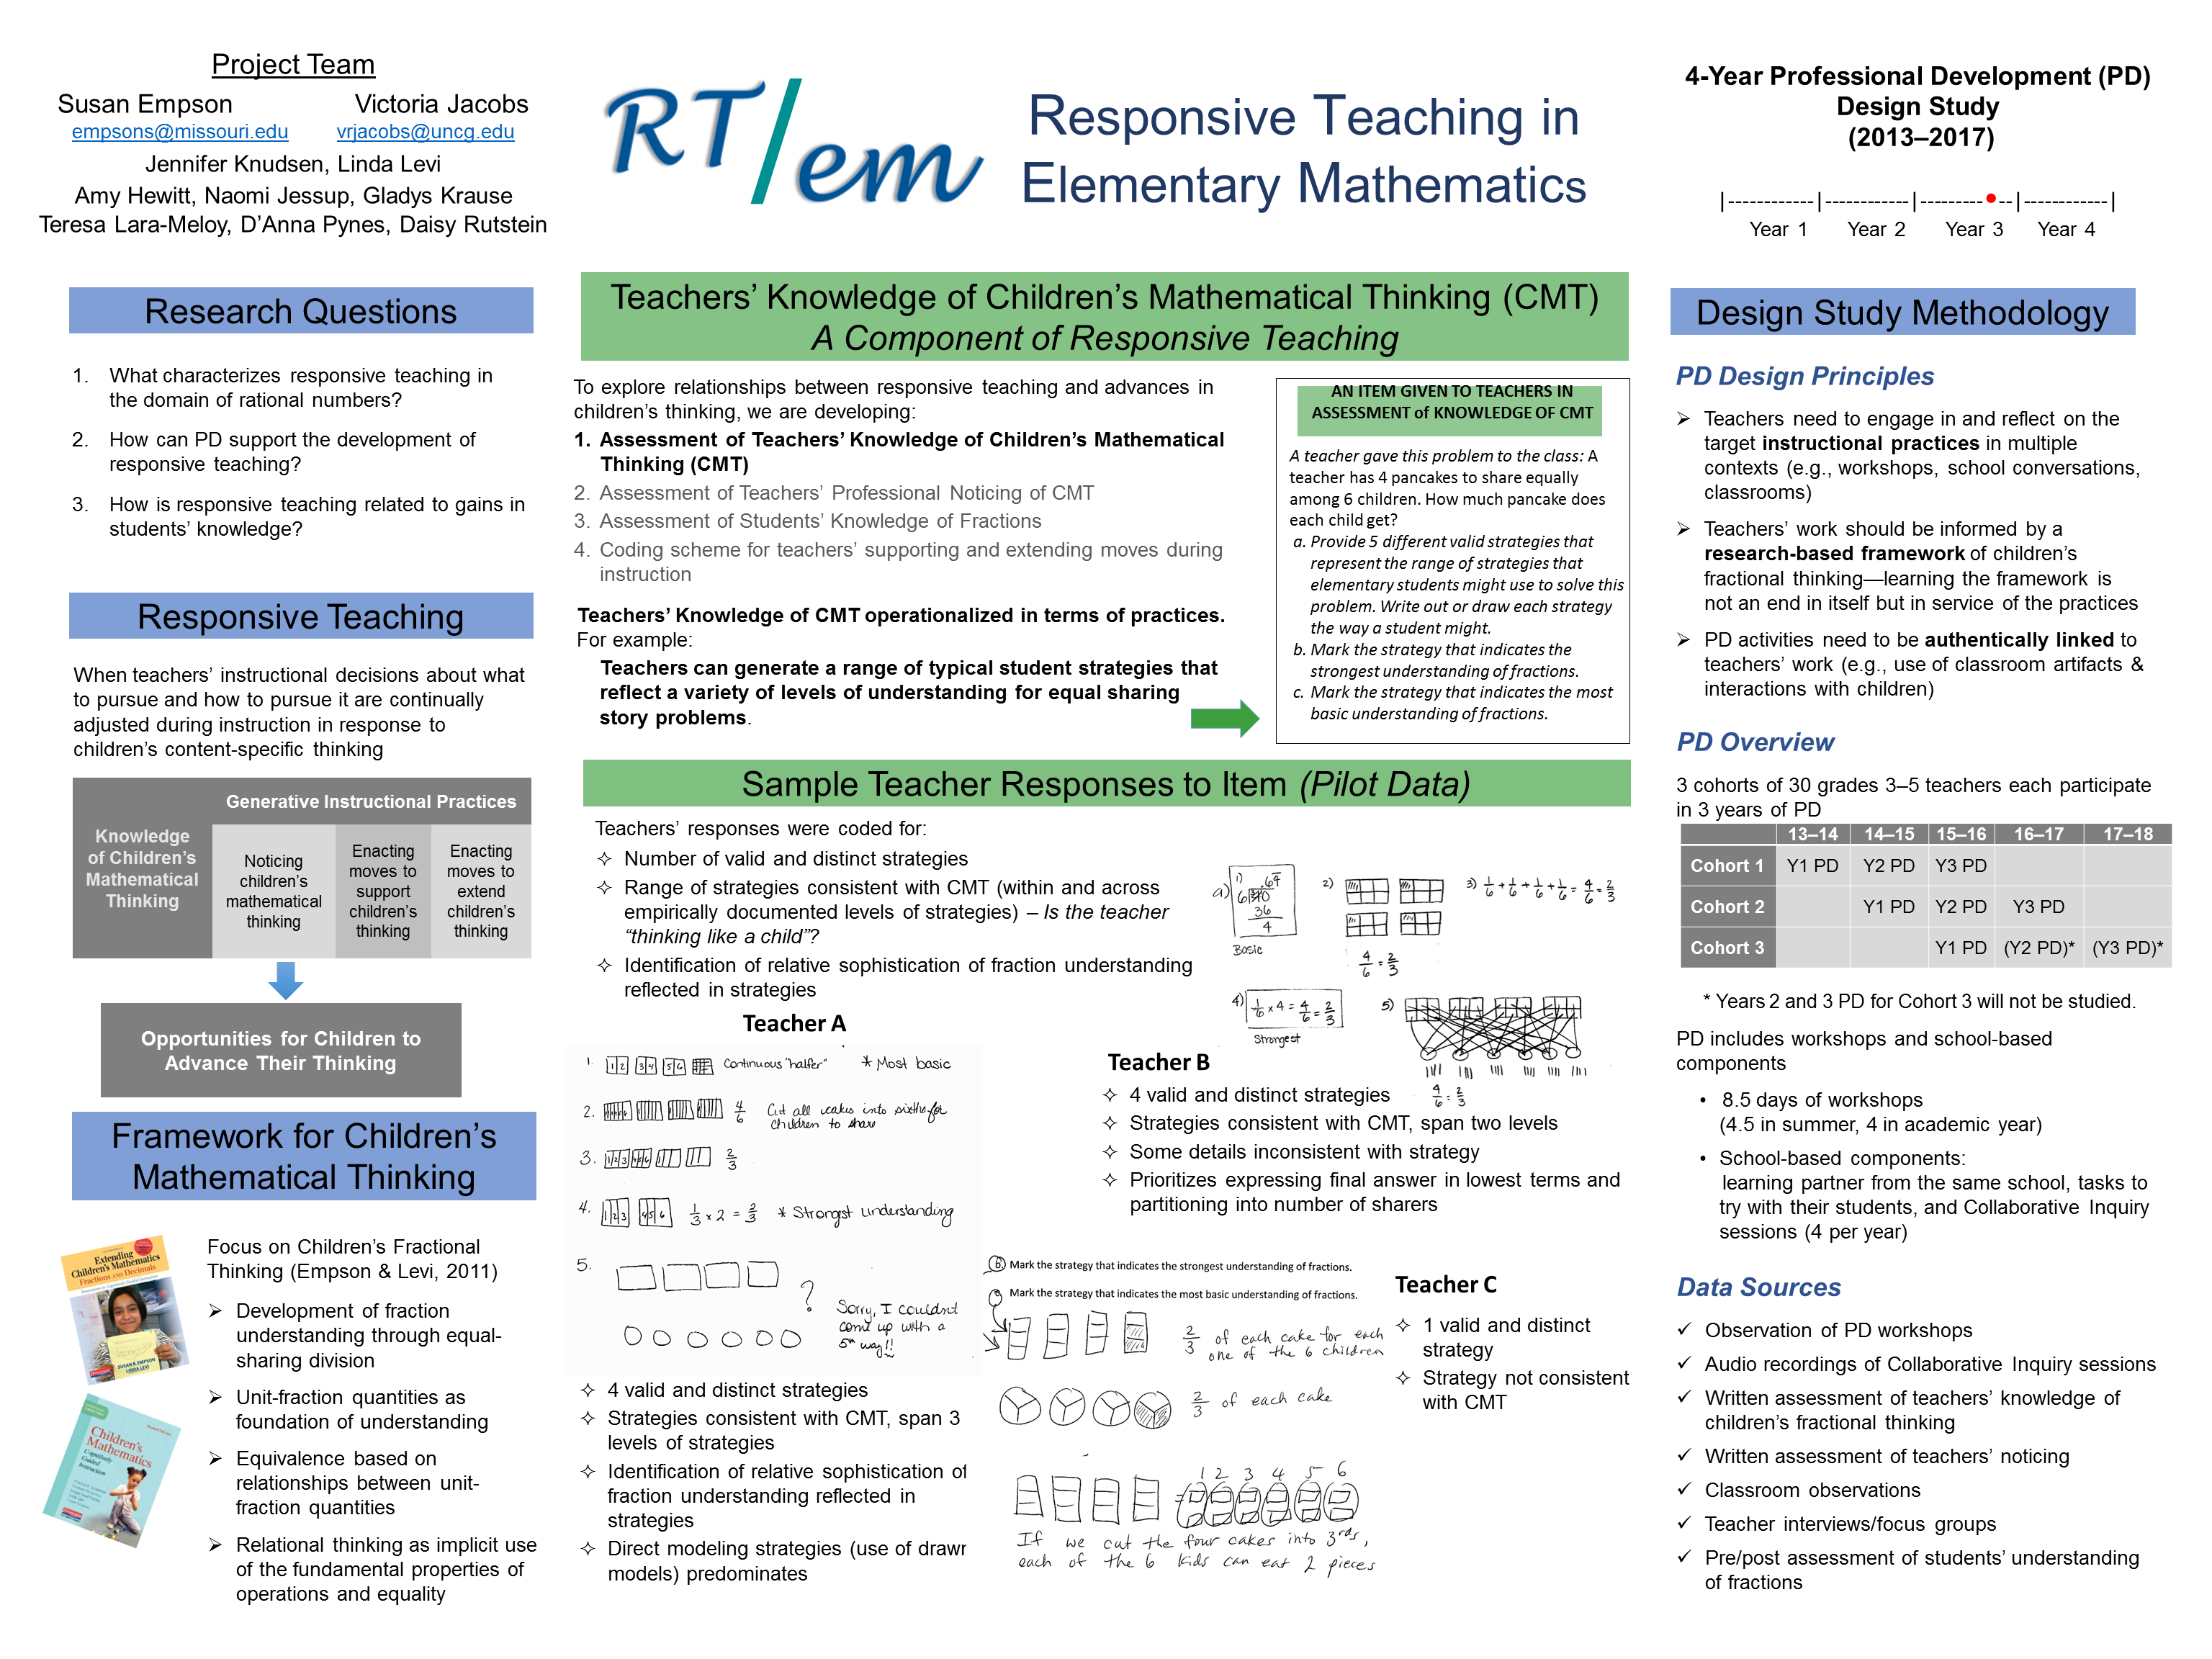 Project Team
Susan Empson Victoria Jacobs
empsons@missouri.edu vrjacobs@uncg.edu
Jennifer Knudsen, Linda Levi
Amy Hewitt, Naomi Jessup, Gladys Krause
Teresa Lara-Meloy, D’Anna Pynes, Daisy Rutstein
RT/em
Responsive Teaching in
Elementary Mathematics
4-Year Professional Development (PD)
Design Study
(2013–2017)
|------------|------------|---------•--|------------|
Year 1 Year 2 Year 3 Year 4
Research Questions
1. What characterizes responsive teaching in
the domain of rational numbers?
2. How can PD support the development of
responsive teaching?
3. How is responsive teaching related to gains in
students’ knowledge?
Responsive Teaching
When teachers’ instructional decisions about what
to pursue and how to pursue it are continually
adjusted during instruction in response to
children’s content-specific thinking
Generative Instructional Practices
Knowledge
of Children’s
Mathematical
Thinking
Noticing
children’s
mathematical
thinking
Enacting
moves to
support
children’s
thinking
Enacting
moves to
extend
children’s
thinking
Opportunities for Children to
Advance Their Thinking
Framework for Children’s
Mathematical Thinking
Extending
Children's Mathematics
Fractions and Decimals
SUSAN B. EMPSON
LINDA LEVI
Children's
Mathematics
Cognitively
Guided
Instruction
Focus on Children’s Fractional
Thinking (Empson & Levi, 2011)
➢ Development of fraction
understanding through equal-
sharing division
➢ Unit-fraction quantities as
foundation of understanding
➢ Equivalence based on
relationships between unit-
fraction quantities
➢ Relational thinking as implicit use
of the fundamental properties of
operations and equality
Teachers’ Knowledge of Children’s Mathematical Thinking (CMT)
A Component of Responsive Teaching
To explore relationships between responsive teaching and advances in
children’s thinking, we are developing:
1. Assessment of Teachers’ Knowledge of Children’s Mathematical
Thinking (CMT)
2. Assessment of Teachers’ Professional Noticing of CMT
3. Assessment of Students’ Knowledge of Fractions
4. Coding scheme for teachers’ supporting and extending moves during
instruction
Teachers’ Knowledge of CMT operationalized in terms of practices.
For example:
Teachers can generate a range of typical student strategies that
reflect a variety of levels of understanding for equal sharing
story problems.
AN ITEM GIVEN TO TEACHERS IN
ASSESSMENT of KNOWLEDGE OF CMT
A teacher gave this problem to the class: A
teacher has 4 pancakes to share equally
among 6 children. How much pancake does
each child get?
a. Provide 5 different valid strategies that
represent the range of strategies that
elementary students might use to solve this
problem. Write out or draw each strategy
the way a student might.
b. Mark the strategy that indicates the
strongest understanding of fractions.
c. Mark the strategy that indicates the most
basic understanding of fractions.
Sample Teacher Responses to Item (Pilot Data)
Teachers’ responses were coded for:
✧ Number of valid and distinct strategies
✧ Range of strategies consistent with CMT (within and across
empirically documented levels of strategies) – Is the teacher
“thinking like a child”?
✧ Identification of relative sophistication of fraction understanding
reflected in strategies
a) 1)
36
4
Basic
2)
4/6 = 2/3
3) 1/6 + 1/6 + 1/6 + 1/6 = 4/6 = 2/3
4) 1/6 x 4 = 4/6 = 2/3
Strongest
5)
4/6 = 2/3
Teacher A
1. 1 2 3 4 5 6 Continuous "halfer" * Most basic
2. 4/6 Cut all cakes into sixths for
children to share
3. 1 2 3 4 5 6 2/3
4. 1 2 3 4 5 6 1/3 x 2 = 2/3 * Strongst understanding
5.
?
Sorry, I couldn't
come up with a
5th way!!
✧ 4 valid and distinct strategies
✧ Strategies consistent with CMT, span 3
levels of strategies
✧ Identification of relative sophistication of
fraction understanding reflected in
strategies
✧ Direct modeling strategies (use of drawn
models) predominates
Teacher B
✧ 4 valid and distinct strategies
✧ Strategies consistent with CMT, span two levels
✧ Some details inconsistent with strategy
✧ Prioritizes expressing final answer in lowest terms and
partitioning into number of sharers
b. Mark the strategy that indicates the strongest understanding of fractions.
Mark the strategy that indicates the most basic understanding of fractions.
2/3 of each cake for each
one of the 6 children
2/3 of each cake
= 1 2 3 4 5 6
If we cut the four cakes into 3rds,
each of the 6 kids can eat 2 pieces
Teacher C
✧ 1 valid and distinct
strategy
✧ Strategy not consistent
with CMT
Design Study Methodology
PD Design Principles
➢ Teachers need to engage in and reflect on the
target instructional practices in multiple
contexts (e.g., workshops, school conversations,
classrooms)
➢ Teachers’ work should be informed by a
research-based framework of children’s
fractional thinking—learning the framework is
not an end in itself but in service of the practices
➢ PD activities need to be authentically linked to
teachers’ work (e.g., use of classroom artifacts &
interactions with children)
PD Overview
3 cohorts of 30 grades 3–5 teachers each participate
in 3 years of PD
13–14 14–15 15–16 16–17 17–18
Cohort 1 Y1 PD Y2 PD Y3 PD
Cohort 2 Y1 PD Y2 PD Y3 PD
Cohort 3 Y1 PD (Y2 PD)* (Y3 PD)*
* Years 2 and 3 PD for Cohort 3 will not be studied.
PD includes workshops and school-based
components
• 8.5 days of workshops
(4.5 in summer, 4 in academic year)
• School-based components:
learning partner from the same school, tasks to
try with their students, and Collaborative Inquiry
sessions (4 per year)
Data Sources
✓ Observation of PD workshops
✓ Audio recordings of Collaborative Inquiry sessions
✓ Written assessment of teachers’ knowledge of
children’s fractional thinking
✓ Written assessment of teachers’ noticing
✓ Classroom observations
✓ Teacher interviews/focus groups
✓ Pre/post assessment of students’ understanding
of fractions